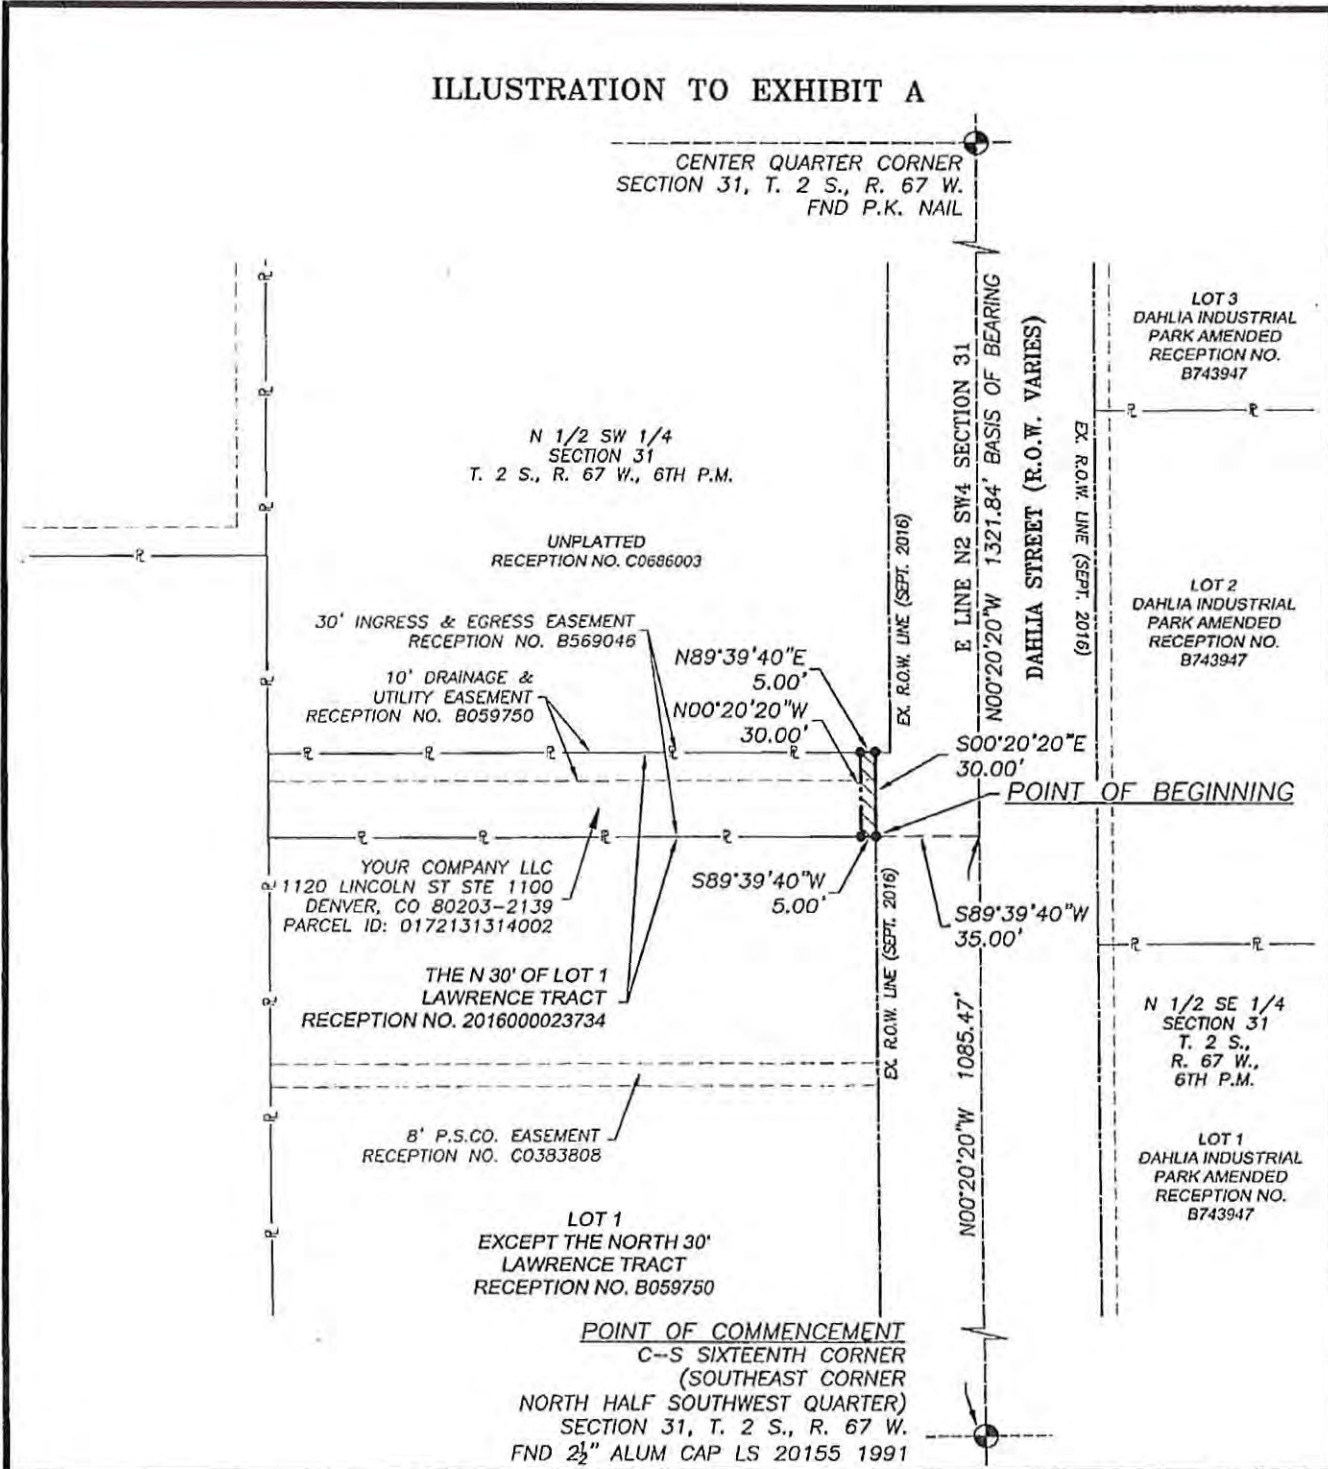 ILLUSTRATION TO EXHIBIT A
CENTER QUARTER CORNER
SECTION 31, T. 2 S., R. 67 W.
FND P.K. NAIL
LOT 3
DAHLIA INDUSTRIAL
PARK AMENDED
RECEPTION NO.
B743947
E LINE N2 SW4 SECTION 31
N00°20'20"W 1321.84' BASIS OF BEARING
DAHLIA STREET (R.O.W. VARIES)
EX. R.O.W. LINE (SEPT. 2016)
EX. R.O.W. LINE (SEPT. 2016)
N 1/2 SW 1/4
SECTION 31
T. 2 S., R. 67 W., 6TH P.M.
UNPLATTED
RECEPTION NO. C0686003
LOT 2
DAHLIA INDUSTRIAL
PARK AMENDED
RECEPTION NO.
B743947
30' INGRESS & EGRESS EASEMENT
RECEPTION NO. B569046
10' DRAINAGE &
UTILITY EASEMENT
RECEPTION NO. B059750
N89°39'40"E
5.00'
N00°20'20"W
30.00'
S00°20'20"E
30.00'
POINT OF BEGINNING
S89°39'40"W
5.00'
S89°39'40"W
35.00'
YOUR COMPANY LLC
1120 LINCOLN ST STE 1100
DENVER, CO 80203-2139
PARCEL ID: 0172131314002
THE N 30' OF LOT 1
LAWRENCE TRACT
RECEPTION NO. 2016000023734
EX. R.O.W. LINE (SEPT. 2016)
N00°20'20"W 1085.47'
N 1/2 SE 1/4
SECTION 31
T. 2 S.,
R. 67 W.,
6TH P.M.
8' P.S.CO. EASEMENT
RECEPTION NO. C0383808
LOT 1
DAHLIA INDUSTRIAL
PARK AMENDED
RECEPTION NO.
B743947
LOT 1
EXCEPT THE NORTH 30'
LAWRENCE TRACT
RECEPTION NO. B059750
POINT OF COMMENCEMENT
C-S SIXTEENTH CORNER
(SOUTHEAST CORNER
NORTH HALF SOUTHWEST QUARTER)
SECTION 31, T. 2 S., R. 67 W.
FND 2½" ALUM CAP LS 20155 1991